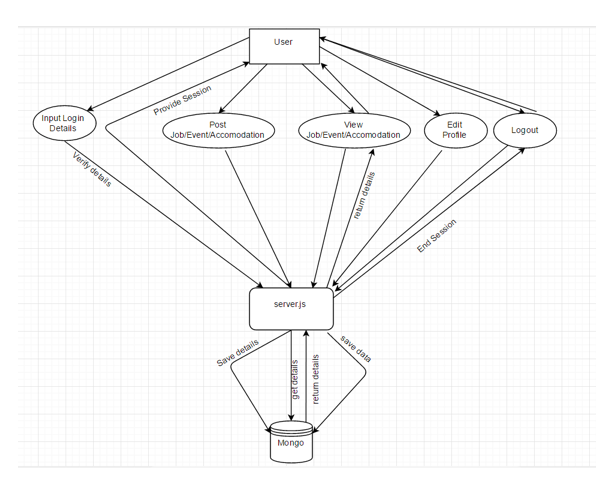 User
Provide Session
Input Login
Details
Post
Job/Event/Accomodation
View
Job/Event/Accomodation
Edit
Profile
Logout
Verify details
return details
End Session
server.js
Save details
get details
return details
save data
Mongo